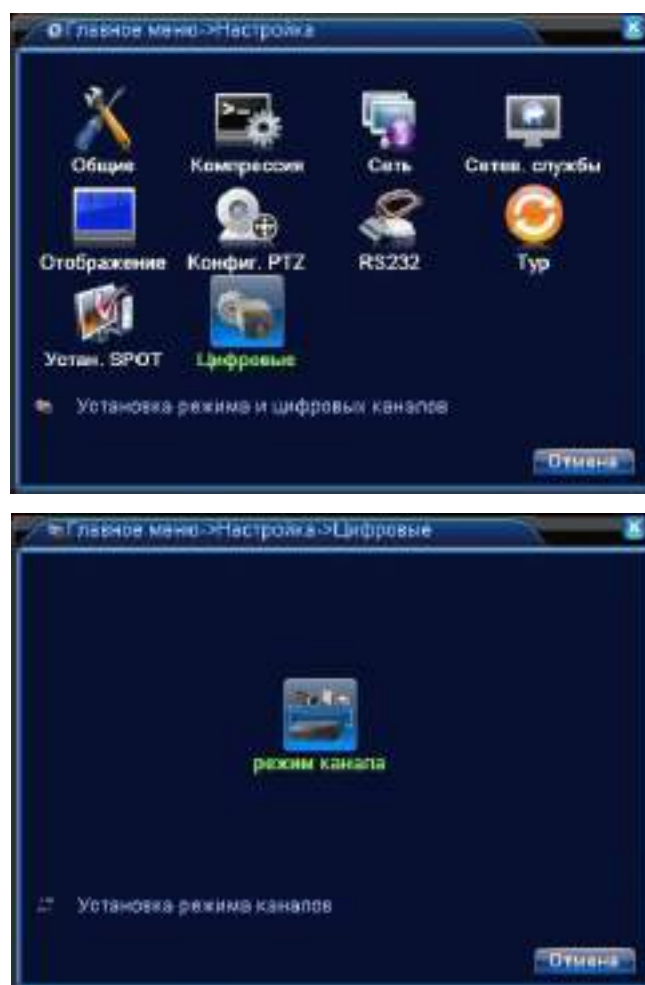 Главное меню->Настройка
Общие Компрессия Сеть Сетев. службы
Отображение Конфиг. PTZ RS232 Тур
Устан. SPOT Цифровые
Установка режима и цифровых каналов
Отмена
Главное меню->Настройка->Цифровые
режим канала
Установка режима каналов
Отмена